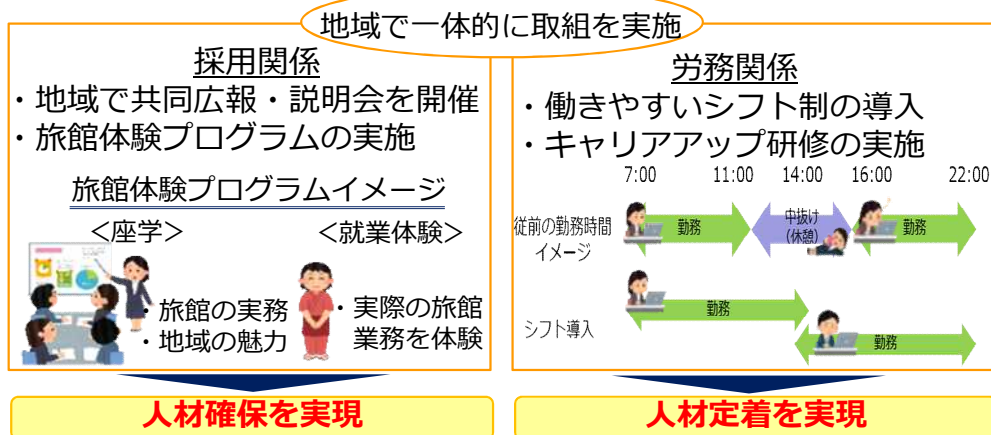 地域で一体的に取組を実施
採用関係
・地域で共同広報・説明会を開催
・旅館体験プログラムの実施
旅館体験プログラムイメージ
＜座学＞
＜就業体験＞
・旅館の実務
・地域の魅力
・実際の旅館
業務を体験
人材確保を実現
労務関係
・働きやすいシフト制の導入
・キャリアアップ研修の実施
7:00 11:00 14:00 16:00 22:00
従前の勤務時間
イメージ
勤務
中抜け
(休憩)
勤務
シフト導入
勤務
勤務
人材定着を実現